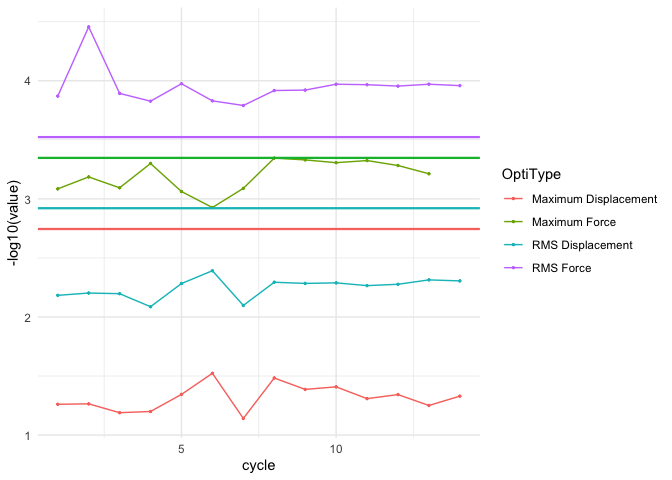 4
3
2
1
-log10(value)
5
10
cycle
OptiType
Maximum Displacement
Maximum Force
RMS Displacement
RMS Force